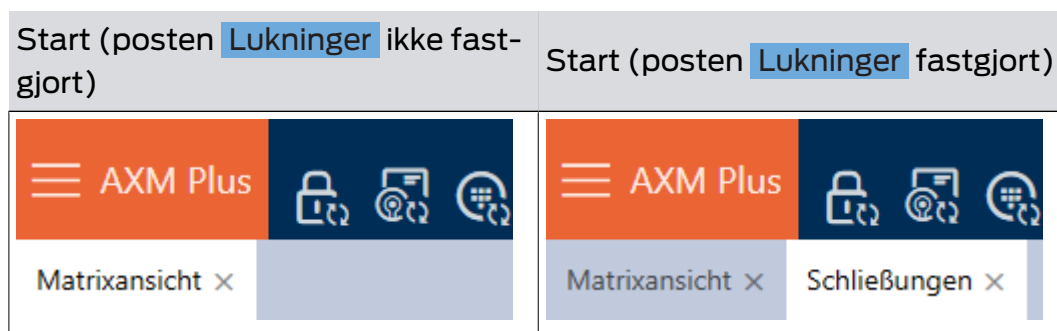 Start (posten Lukninger ikke fast-
gjort)
Start (posten Lukninger fastgjort)
AXM Plus
Matrixansicht ×
AXM Plus
Matrixansicht × Schließungen ×